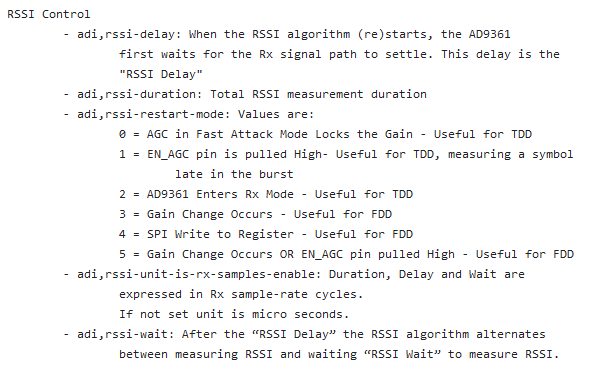 RSSI Control
- adi,rssi-delay: When the RSSI algorithm (re)starts, the AD9361
first waits for the Rx signal path to settle. This delay is the
"RSSI Delay"
- adi,rssi-duration: Total RSSI measurement duration
- adi,rssi-restart-mode: Values are:
0 = AGC in Fast Attack Mode Locks the Gain - Useful for TDD
1 = EN_AGC pin is pulled High- Useful for TDD, measuring a symbol
late in the burst
2 = AD9361 Enters Rx Mode - Useful for TDD
3 = Gain Change Occurs - Useful for FDD
4 = SPI Write to Register - Useful for FDD
5 = Gain Change Occurs OR EN_AGC pin pulled High - Useful for FDD
- adi,rssi-unit-is-rx-samples-enable: Duration, Delay and Wait are
expressed in Rx sample-rate cycles.
If not set unit is micro seconds.
- adi,rssi-wait: After the “RSSI Delay” the RSSI algorithm alternates
between measuring RSSI and waiting “RSSI Wait” to measure RSSI.